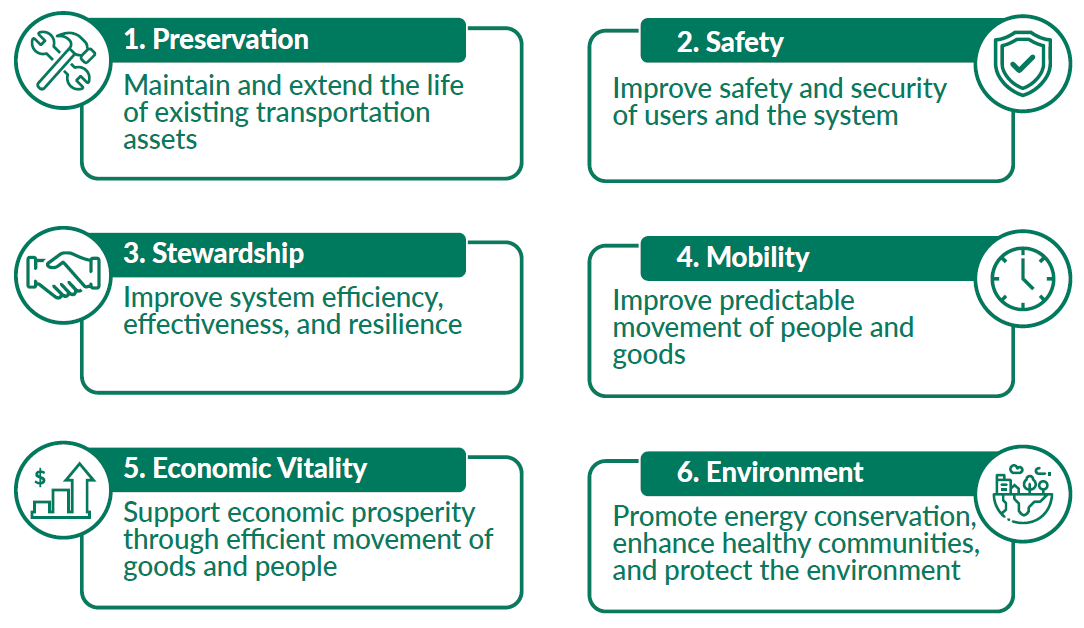 1. Preservation
Maintain and extend the life
of existing transportation
assets
2. Safety
Improve safety and security
of users and the system
3. Stewardship
Improve system efficiency,
effectiveness, and resilience
4. Mobility
Improve predictable
movement of people and
goods
$
5. Economic Vitality
Support economic prosperity
through efficient movement of
goods and people
6. Environment
Promote energy conservation,
enhance healthy communities,
and protect the environment